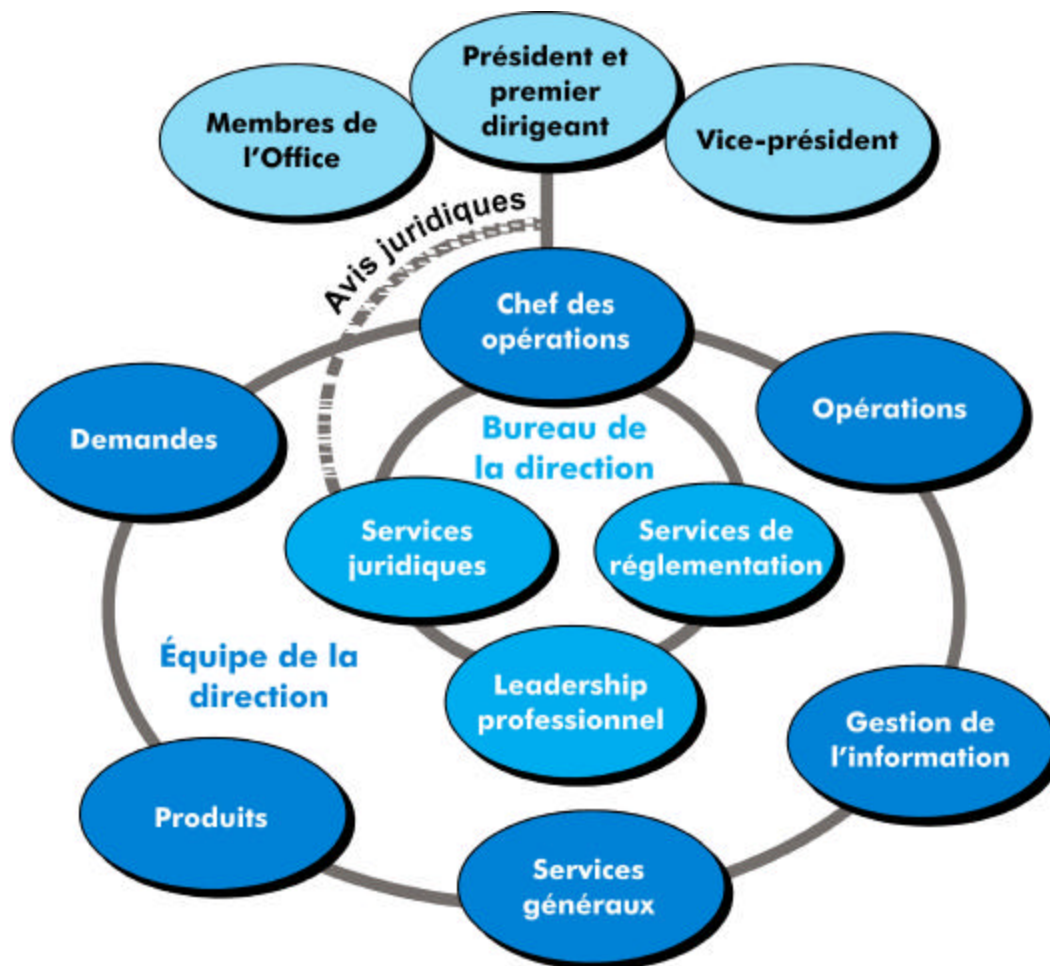 Président et
premier
dirigeant
Membres de
l'Office
Vice-président
Avis juridiques
Chef des
opérations
Demandes
Opérations
Bureau de
la direction
Services
juridiques
Services de
réglementation
Équipe de la
direction
Leadership
professionnel
Gestion de
l'information
Produits
Services
généraux